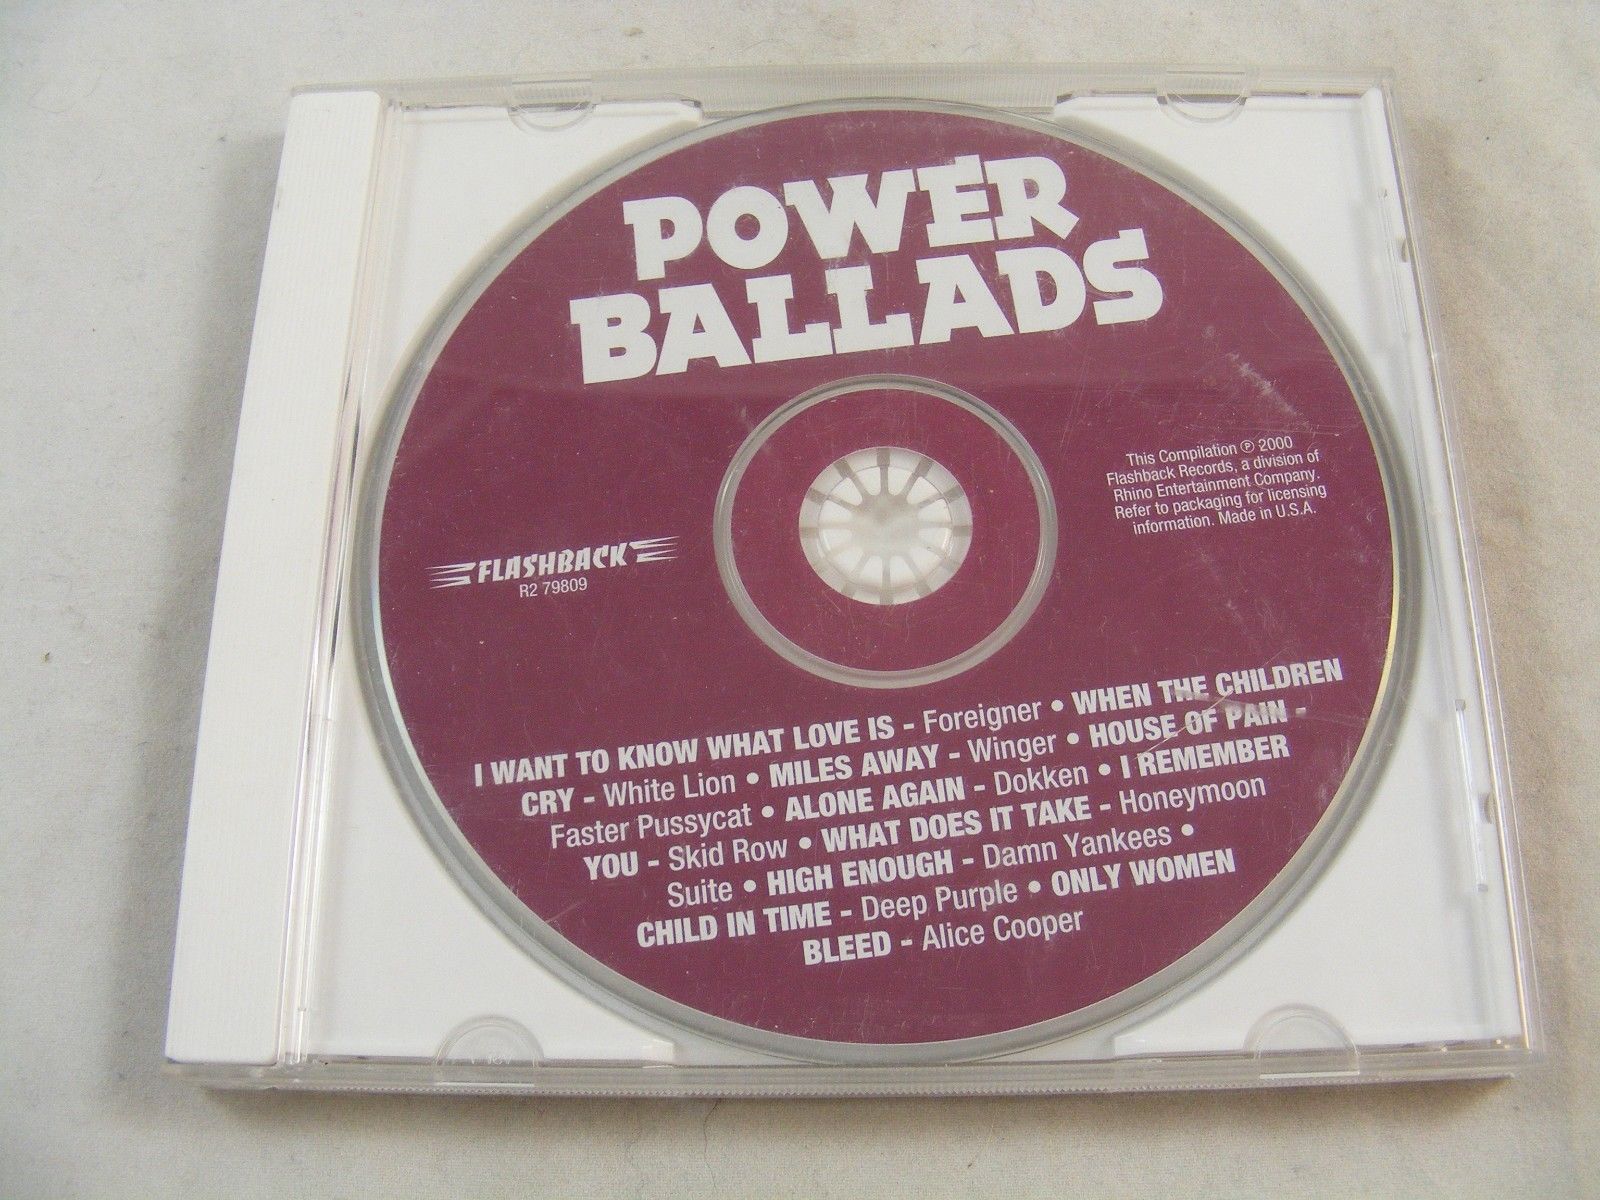 POWER
BALLADS
This Compilation ℗ 2000
Flashback Records, a division of
Rhino Entertainment Company.
Refer to packaging for licensing
information. Made in U.S.A.
FLASHBACK
R2 79809
I WANT TO KNOW WHAT LOVE IS - Foreigner • WHEN THE CHILDREN
CRY - White Lion • MILES AWAY - Winger • HOUSE OF PAIN -
Faster Pussycat • ALONE AGAIN - Dokken • I REMEMBER
YOU - Skid Row • WHAT DOES IT TAKE - Honeymoon
Suite • HIGH ENOUGH - Damn Yankees •
CHILD IN TIME - Deep Purple • ONLY WOMEN
BLEED - Alice Cooper